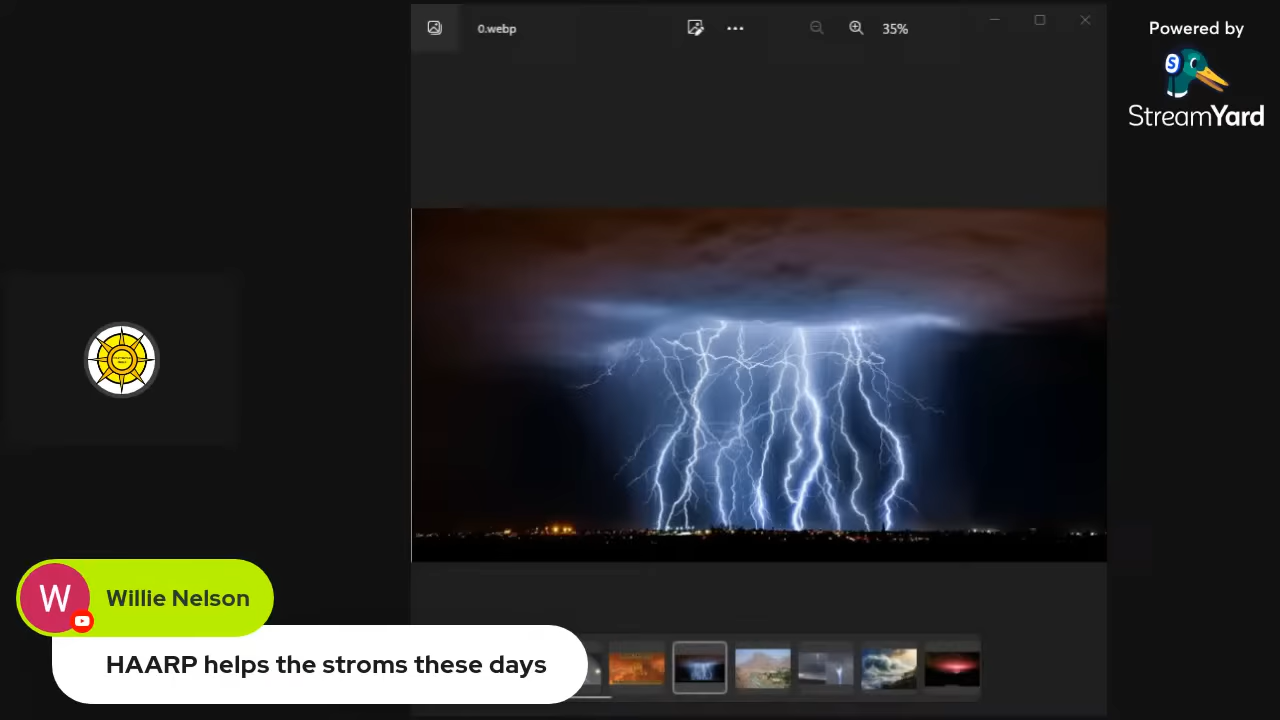 0.webp
35%
Powered by
S
StreamYard
W
Willie Nelson
HAARP helps the stroms these days